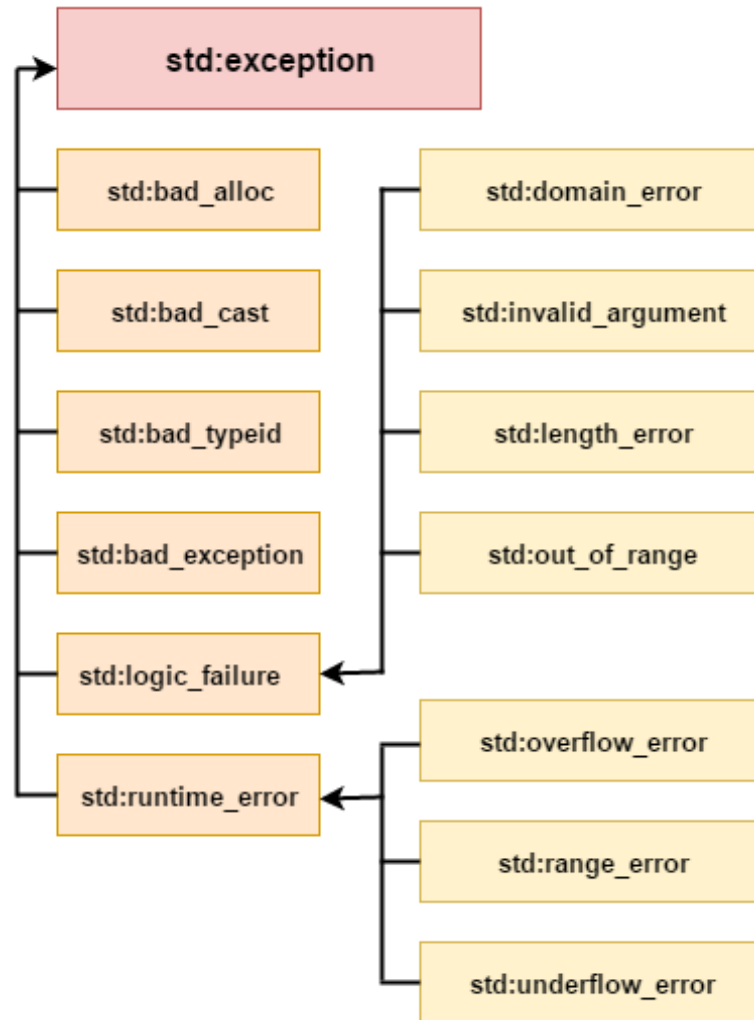 std:exception
std:bad_alloc
std:bad_cast
std:bad_typeid
std:bad_exception
std:logic_failure
std:runtime_error
std:domain_error
std:invalid_argument
std:length_error
std:out_of_range
std:overflow_error
std:range_error
std:underflow_error